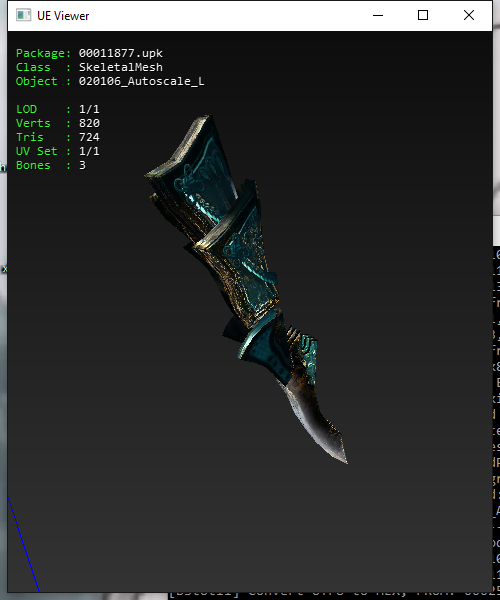 UE Viewer
Package: 00011877.upk
Class : SkeletalMesh
Object : 020106_Autoscale_L
LOD : 1/1
Verts : 820
Tris : 724
UV Set : 1/1
Bones : 3